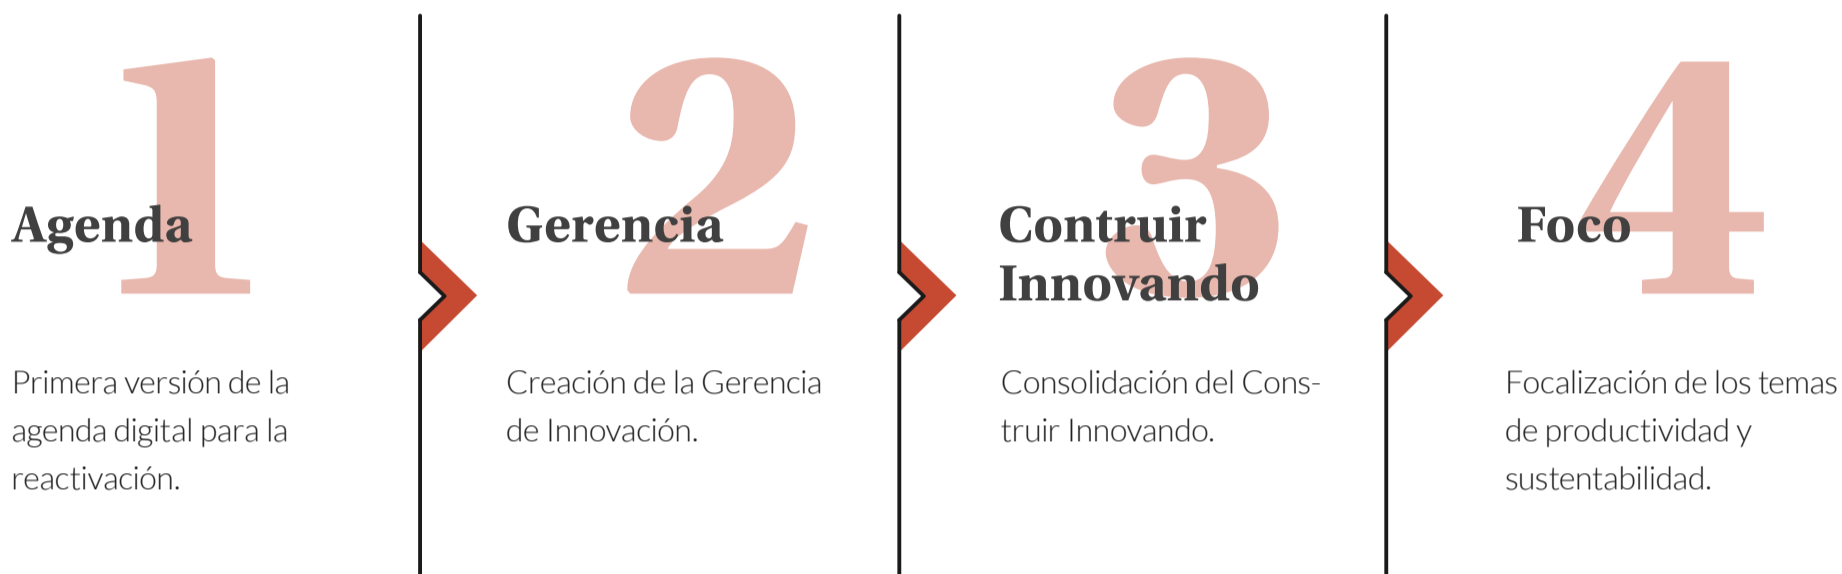 1
Agenda
Primera versión de la
agenda digital para la
reactivación.
2
Gerencia
Creación de la Gerencia
de Innovación.
3
Contruir
Innovando
Consolidación del Cons-
truir Innovando.
4
Foco
Focalización de los temas
de productividad y
sustentabilidad.